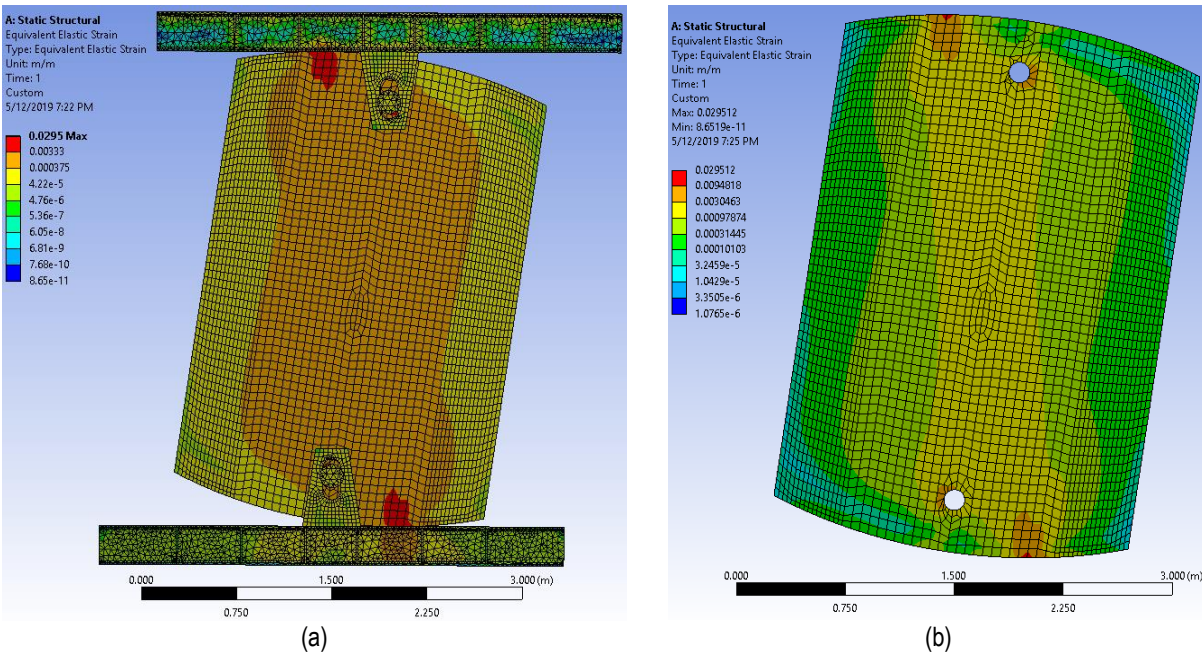 A: Static Structural
Equivalent Elastic Strain
Type: Equivalent Elastic Strain
Unit: m/m
Time: 1
Custom
5/12/2019 7:22 PM
0.0295 Max
0.00333
0.000375
4.22e-5
4.76e-6
5.36e-7
6.05e-8
6.81e-9
7.68e-10
8.65e-11
0.000 1.500 3.000 (m)
0.750 2.250
(a)
A: Static Structural
Equivalent Elastic Strain
Type: Equivalent Elastic Strain
Unit: m/m
Time: 1
Custom
Max: 0.029512
Min: 8.6519e-11
5/12/2019 7:25 PM
0.029512
0.0094818
0.0030463
0.00097874
0.00031445
0.00010103
3.2459e-5
1.0429e-5
3.3505e-6
1.0765e-6
0.000 1.500 3.000 (m)
0.750 2.250
(b)